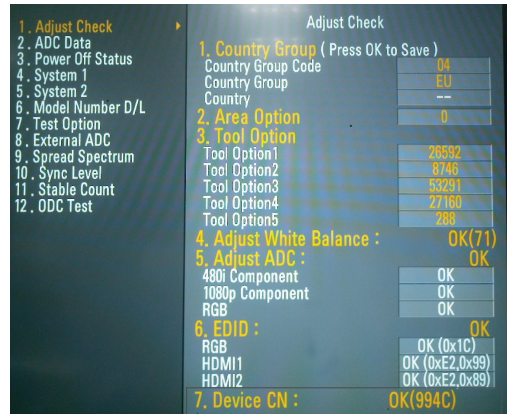 1. Adjust Check
2. ADC Data
3. Power Off Status
4. System 1
5. System 2
6. Model Number D/L
7. Test Option
8. External ADC
9. Spread Spectrum
10. Sync Level
11. Stable Count
12. ODC Test
Adjust Check
1. Country Group ( Press OK to Save )
Country Group Code 04
Country Group EU
Country --
2. Area Option 0
3. Tool Option
Tool Option1 26592
Tool Option2 8746
Tool Option3 53291
Tool Option4 27160
Tool Option5 288
4. Adjust White Balance : OK(71)
5. Adjust ADC : OK
480i Component OK
1080p Component OK
RGB OK
6. EDID : OK
RGB OK (0x1C)
HDMI1 OK (0xE2,0x99)
HDMI2 OK (0xE2,0x89)
7. Device CN : OK(994C)